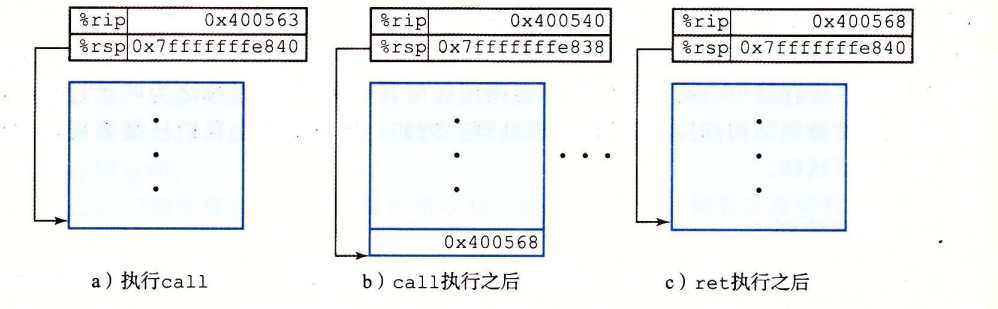 %rip 0x400563
%rsp 0x7fffffffe840
a）执行call
%rip 0x400540
%rsp 0x7fffffffe838
0x400568
b）call执行之后
%rip 0x400568
%rsp 0x7fffffffe840
c）ret执行之后